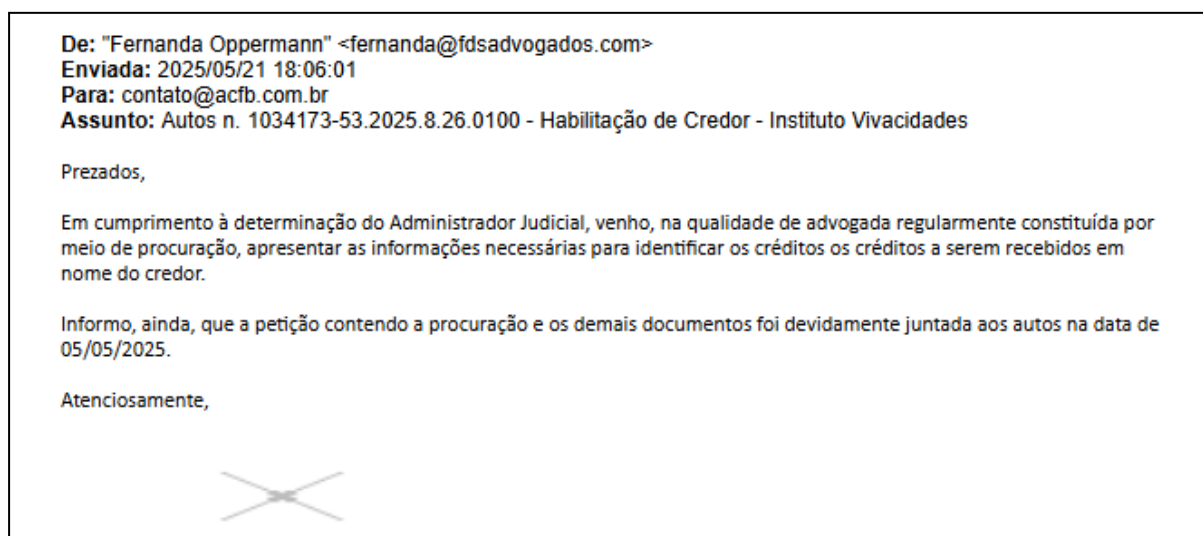 De: "Fernanda Oppermann" <fernanda@fdsadvogados.com>
Enviada: 2025/05/21 18:06:01
Para: contato@acfb.com.br
Assunto: Autos n. 1034173-53.2025.8.26.0100 - Habilitação de Credor - Instituto Vivacidades
Prezados,
Em cumprimento à determinação do Administrador Judicial, venho, na qualidade de advogada regularmente constituída por
meio de procuração, apresentar as informações necessárias para identificar os créditos os créditos a serem recebidos em
nome do credor.
Informo, ainda, que a petição contendo a procuração e os demais documentos foi devidamente juntada aos autos na data de
05/05/2025.
Atenciosamente,